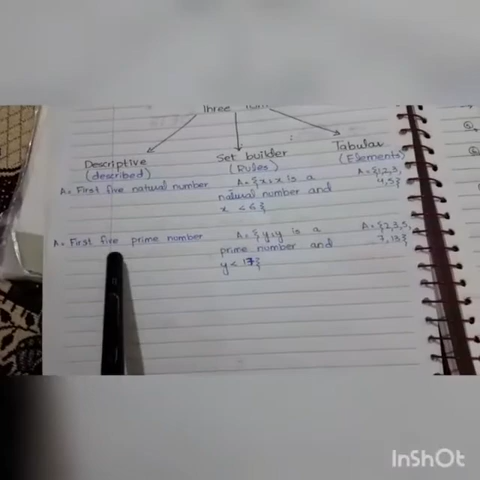 Three form
Descriptive
(described)
Set builder
(Rules)
Tabular
(Elements)
A= First five natural number
A={x:x is a
natural number and
x < 6}
A={1,2,3,
4,5}
A= First five prime number
A={y:y is a
prime number and
y < 17}
A={2,3,5,
7,13}
InShOt